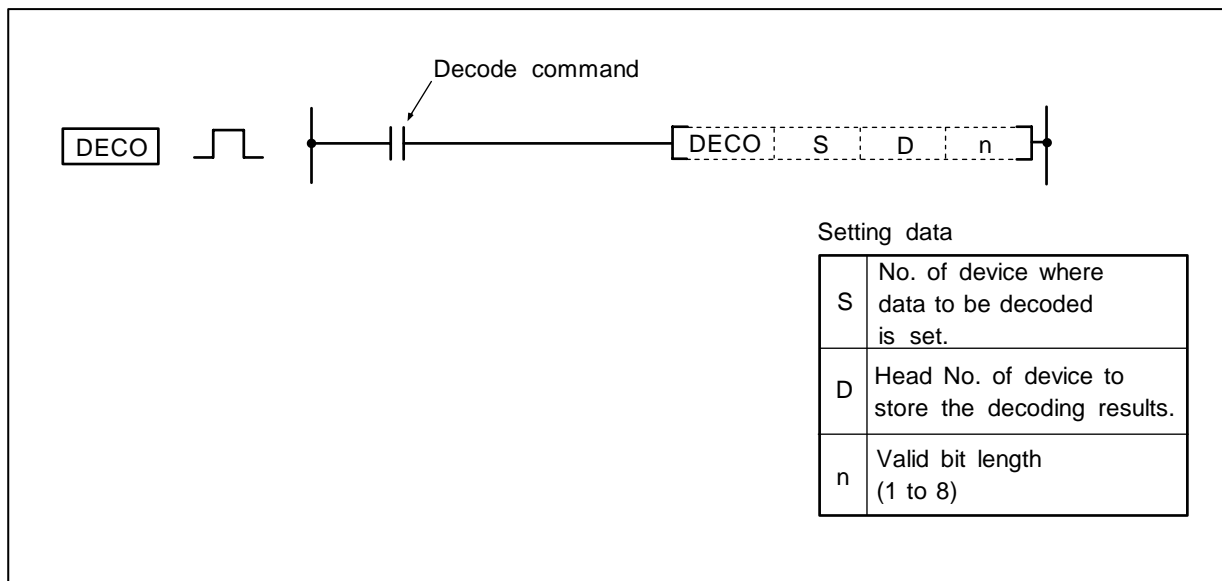 Decode command
DECO
DECO S D n
Setting data
S
No. of device where
data to be decoded
is set.
D
Head No. of device to
store the decoding results.
n
Valid bit length
(1 to 8)